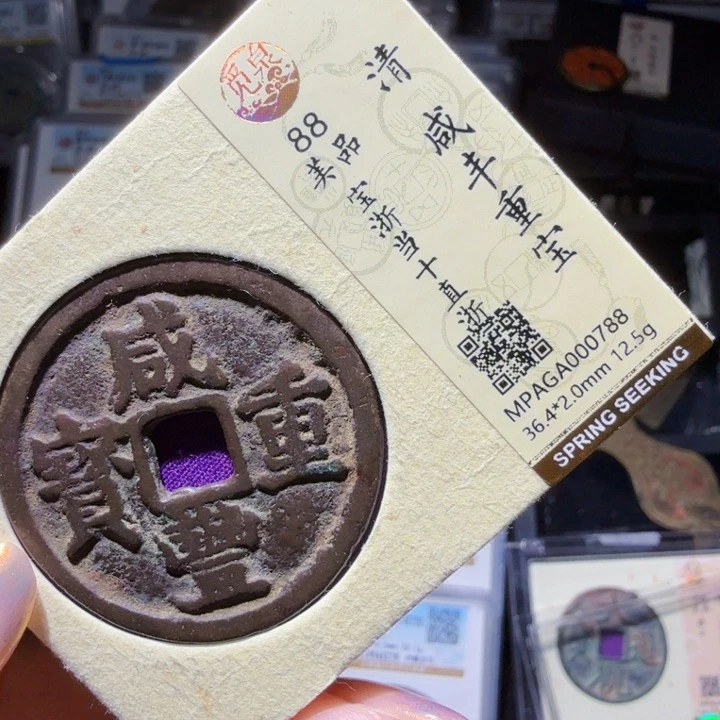 觅泉
清
咸丰重宝
88
美品
宝浙当十直浙
MPAGA000788
36.4*2.0mm 12.5g
SPRING SEEKING
咸豐重寶